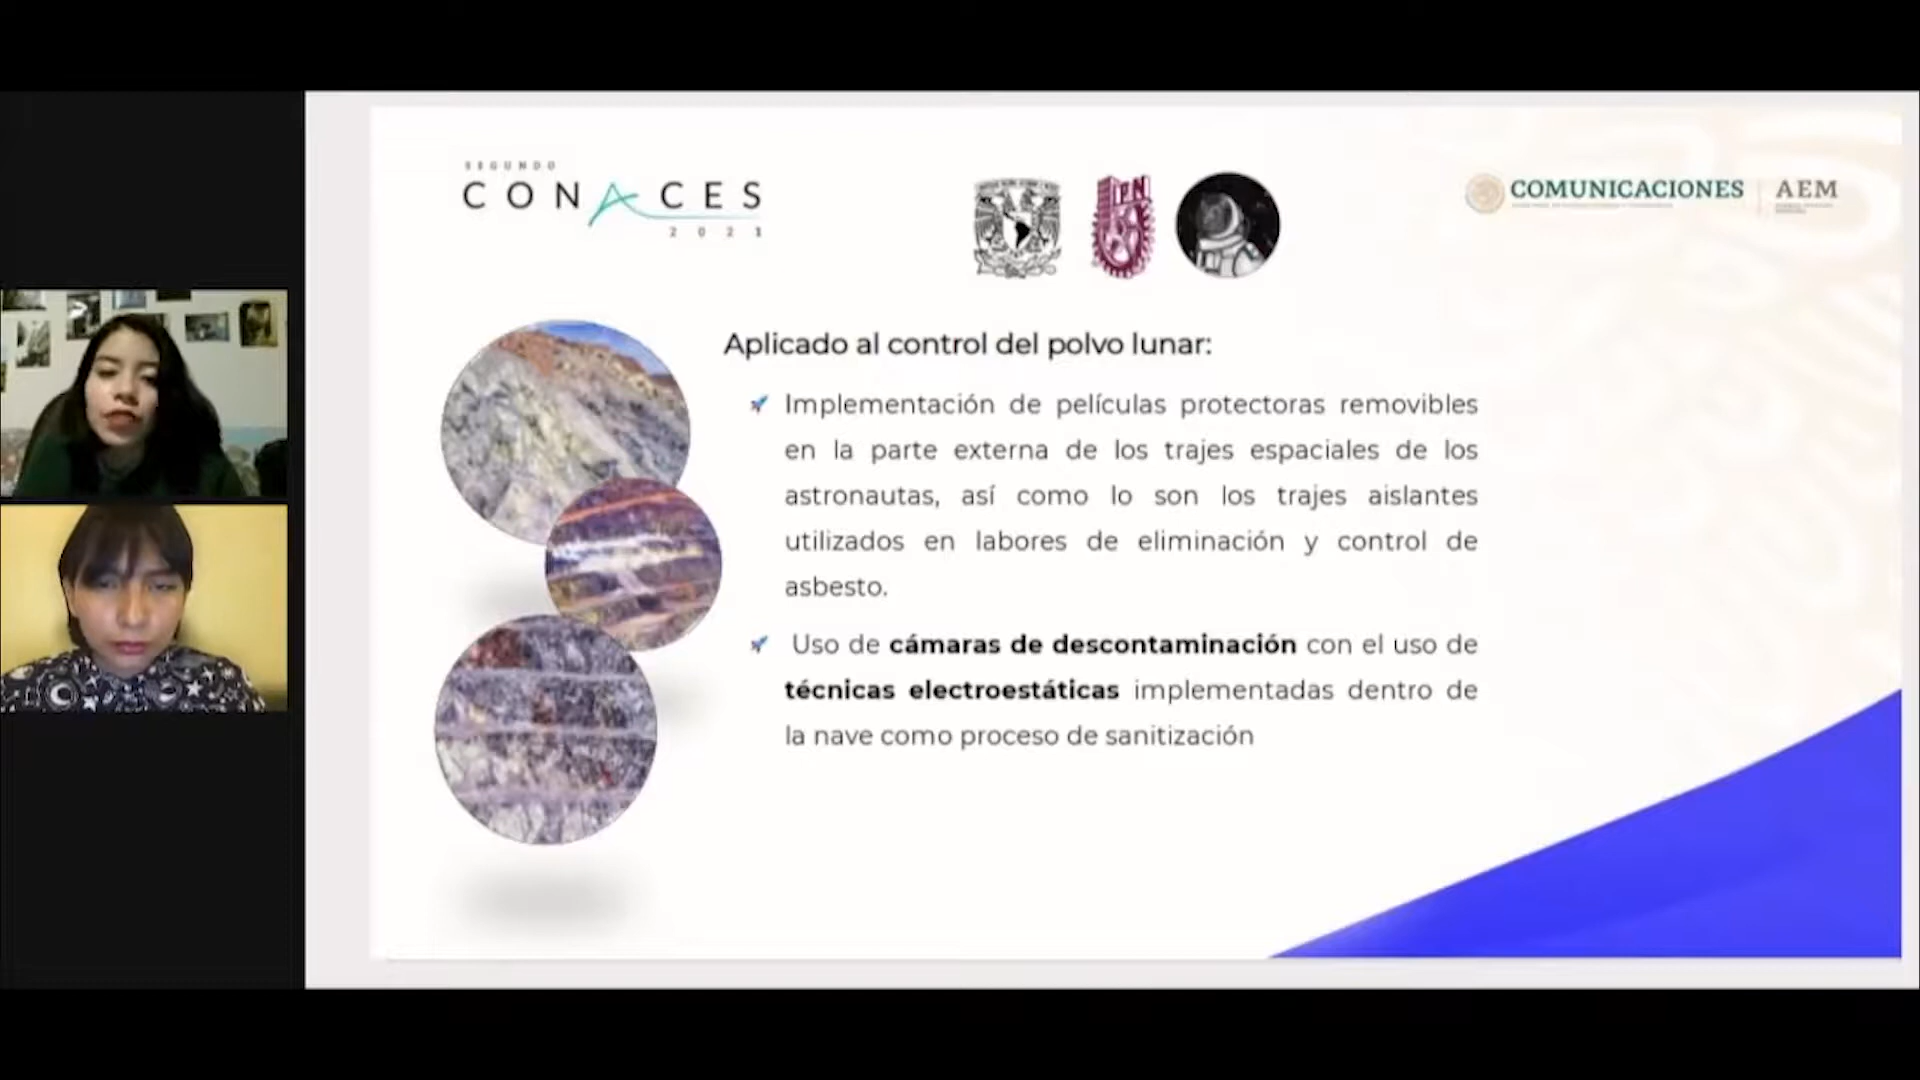 SEGUNDO
CONACES
2021
IPN
COMUNICACIONES
AEM
Aplicado al control del polvo lunar:
Implementación de películas protectoras removibles
en la parte externa de los trajes espaciales de los
astronautas, así como lo son los trajes aislantes
utilizados en labores de eliminación y control de
asbesto.
Uso de cámaras de descontaminación con el uso de
técnicas electroestáticas implementadas dentro de
la nave como proceso de sanitización